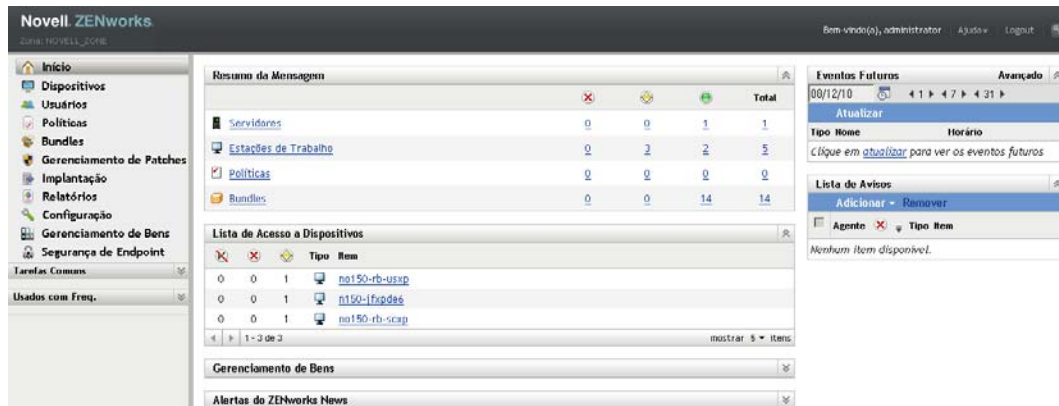 Novell. ZENworks.
Zona: NOVELL_ZONE
Bem-vindo(a), administrator Ajuda Logout
Início
Dispositivos
Usuários
Políticas
Bundles
Gerenciamento de Patches
Implantação
Relatórios
Configuração
Gerenciamento de Bens
Segurança de Endpoint
Tarefas Comuns
Usados com Freq.
Resumo da Mensagem
Total
Servidores 0 0 1 1
Estações de Trabalho 0 3 2 5
Políticas 0 0 0 0
Bundles 0 0 14 14
Lista de Acesso a Dispositivos
Tipo Item
0 0 1 no150-rb-usxp
0 0 1 n150-jfxpde6
0 0 1 no150-rb-scxp
1 - 3 de 3 mostrar 5 itens
Gerenciamento de Bens
Alertas do ZENworks News
Eventos Futuros Avançado
08/12/10 1 7 31
Atualizar
Tipo Nome Horário
Clique em atualizar para ver os eventos futuros
Lista de Avisos
Adicionar Remover
Agente Tipo Item
Nenhum item disponível.